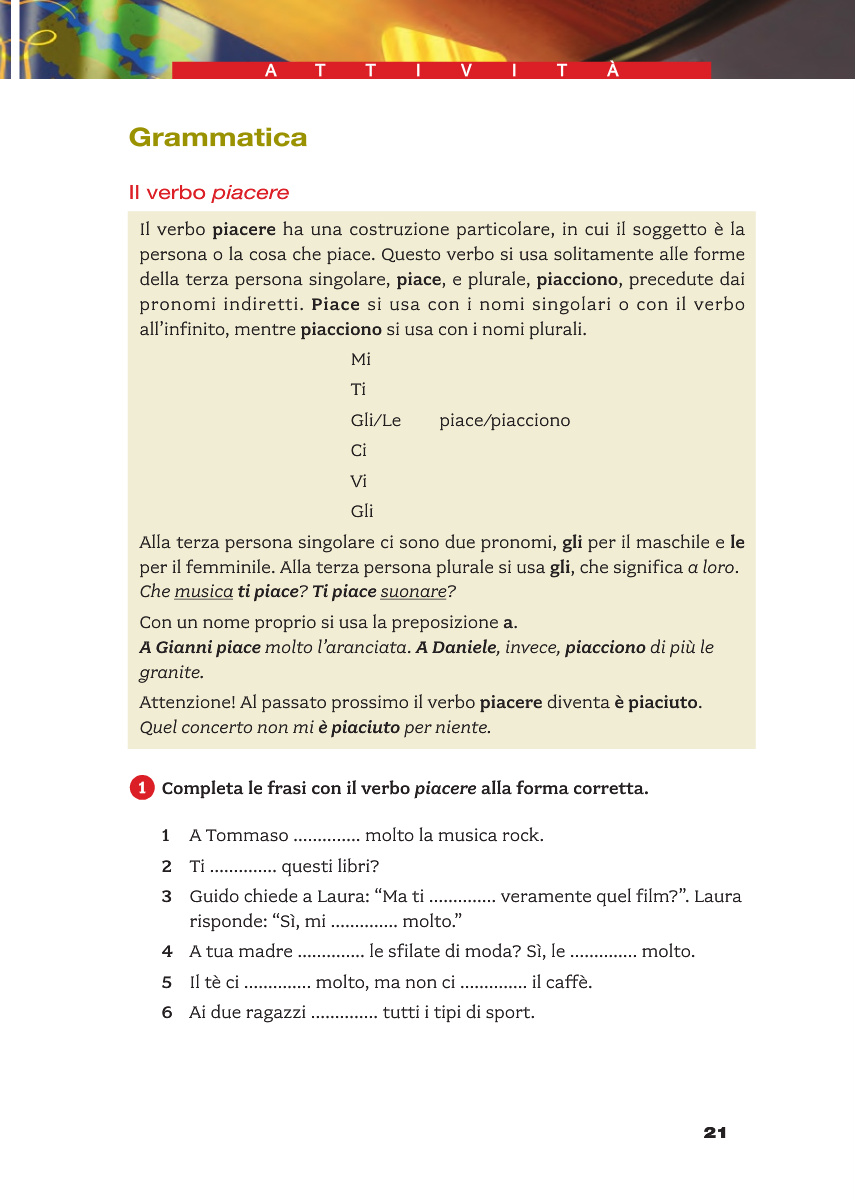 ATTIVITÀ
Grammatica
Il verbo piacere
Il verbo piacere ha una costruzione particolare, in cui il soggetto è la
persona o la cosa che piace. Questo verbo si usa solitamente alle forme
della terza persona singolare, piace, e plurale, piacciono, precedute dai
pronomi indiretti. Piace si usa con i nomi singolari o con il verbo
all’infinito, mentre piacciono si usa con i nomi plurali.
Mi
Ti
Gli/Le piace/piacciono
Ci
Vi
Gli
Alla terza persona singolare ci sono due pronomi, gli per il maschile e le
per il femminile. Alla terza persona plurale si usa gli, che significa a loro.
Che musica ti piace? Ti piace suonare?
Con un nome proprio si usa la preposizione a.
A Gianni piace molto l’aranciata. A Daniele, invece, piacciono di più le
granite.
Attenzione! Al passato prossimo il verbo piacere diventa è piaciuto.
Quel concerto non mi è piaciuto per niente.
1 Completa le frasi con il verbo piacere alla forma corretta.
1 A Tommaso .............. molto la musica rock.
2 Ti .............. questi libri?
3 Guido chiede a Laura: “Ma ti .............. veramente quel film?”. Laura
risponde: “Sì, mi .............. molto.”
4 A tua madre .............. le sfilate di moda? Sì, le .............. molto.
5 Il tè ci .............. molto, ma non ci .............. il caffè.
6 Ai due ragazzi .............. tutti i tipi di sport.
21